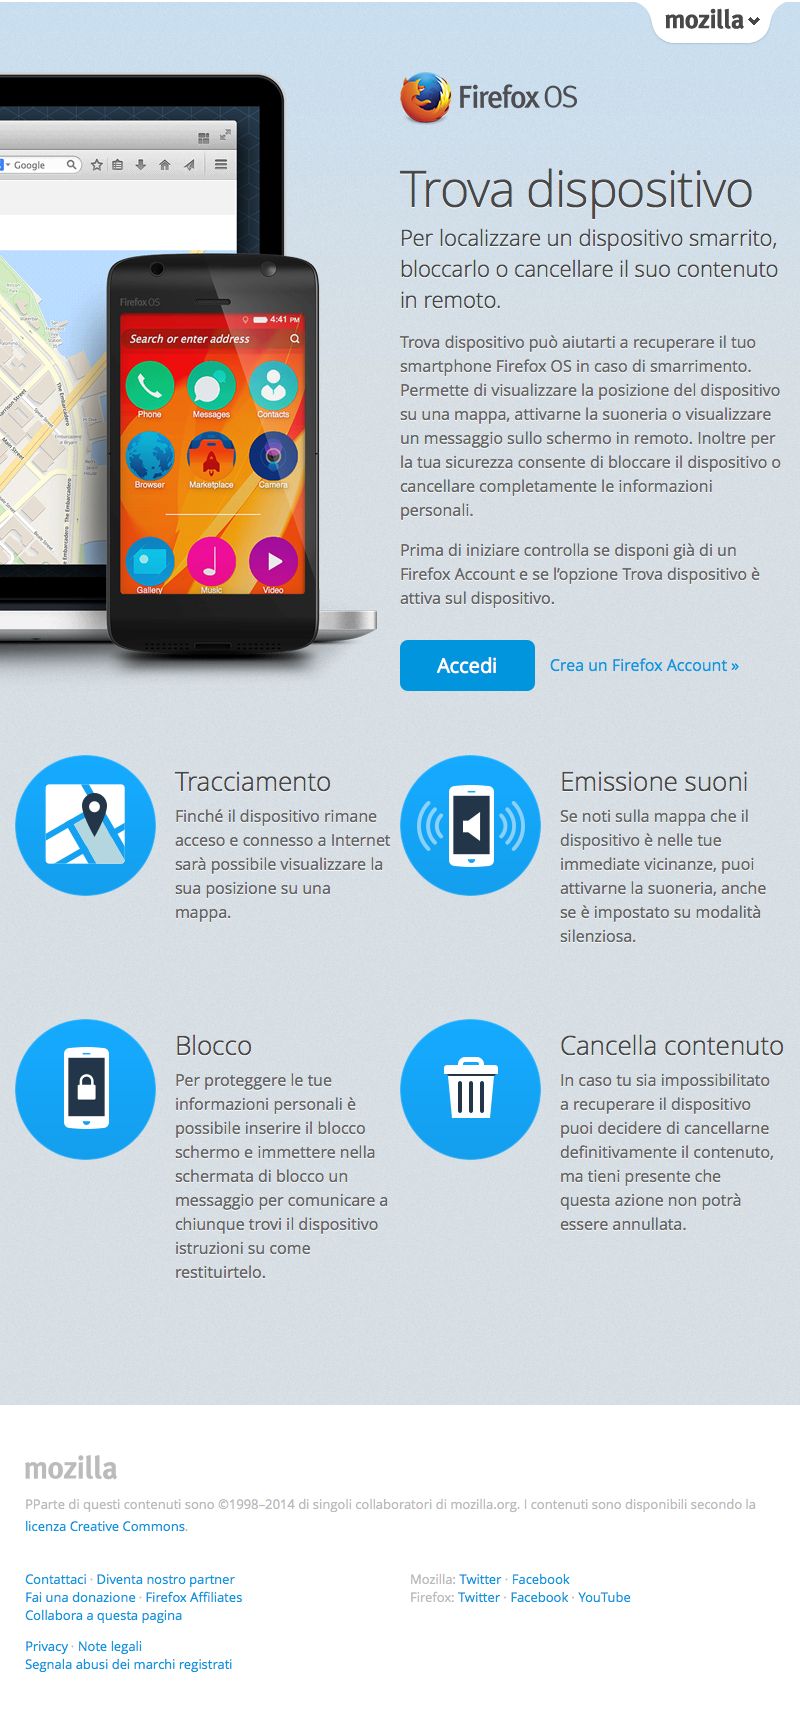 mozilla
Firefox OS
Trova dispositivo
Per localizzare un dispositivo smarrito,
bloccarlo o cancellare il suo contenuto
in remoto.
Trova dispositivo può aiutarti a recuperare il tuo
smartphone Firefox OS in caso di smarrimento.
Permette di visualizzare la posizione del dispositivo
su una mappa, attivarne la suoneria o visualizzare
un messaggio sullo schermo in remoto. Inoltre per
la tua sicurezza consente di bloccare il dispositivo o
cancellare completamente le informazioni
personali.
Prima di iniziare controlla se disponi già di un
Firefox Account e se l’opzione Trova dispositivo è
attiva sul dispositivo.
Accedi
Crea un Firefox Account »
Google
Firefox OS
4:41 PM
Search or enter address
Phone
Messages
Contacts
Browser
Marketplace
Camera
Gallery
Music
Video
Main Street
The Embarcadero
The Embarcadero
Tracciamento
Finché il dispositivo rimane
acceso e connesso a Internet
sarà possibile visualizzare la
sua posizione su una
mappa.
Emissione suoni
Se noti sulla mappa che il
dispositivo è nelle tue
immediate vicinanze, puoi
attivarne la suoneria, anche
se è impostato su modalità
silenziosa.
Blocco
Per proteggere le tue
informazioni personali è
possibile inserire il blocco
schermo e immettere nella
schermata di blocco un
messaggio per comunicare a
chiunque trovi il dispositivo
istruzioni su come
restituirtelo.
Cancella contenuto
In caso tu sia impossibilitato
a recuperare il dispositivo
puoi decidere di cancellarne
definitivamente il contenuto,
ma tieni presente che
questa azione non potrà
essere annullata.
mozilla
PParte di questi contenuti sono ©1998–2014 di singoli collaboratori di mozilla.org. I contenuti sono disponibili secondo la
licenza Creative Commons.
Contattaci · Diventa nostro partner
Fai una donazione · Firefox Affiliates
Collabora a questa pagina
Privacy · Note legali
Segnala abusi dei marchi registrati
Mozilla: Twitter · Facebook
Firefox: Twitter · Facebook · YouTube